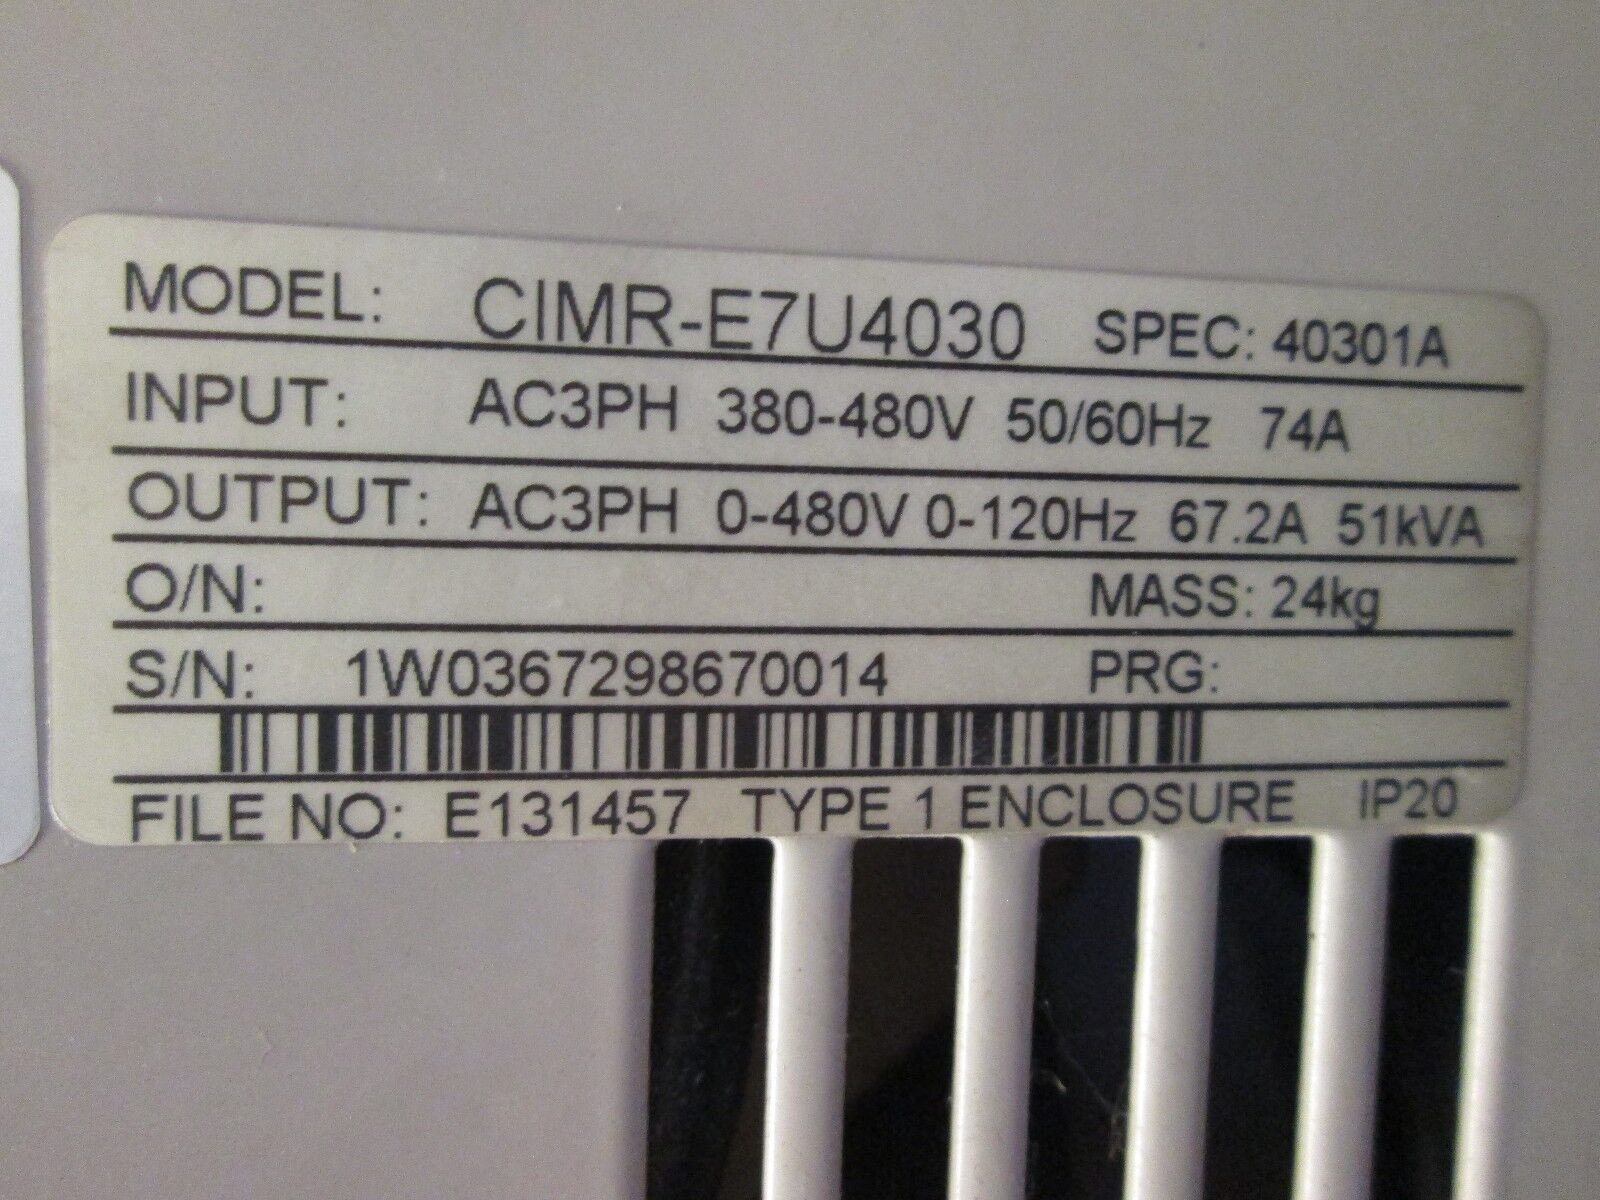 MODEL: CIMR-E7U4030 SPEC: 40301A
INPUT: AC3PH 380-480V 50/60Hz 74A
OUTPUT: AC3PH 0-480V 0-120Hz 67.2A 51kVA
O/N: MASS: 24kg
S/N: 1W0367298670014 PRG:
FILE NO: E131457 TYPE 1 ENCLOSURE IP20